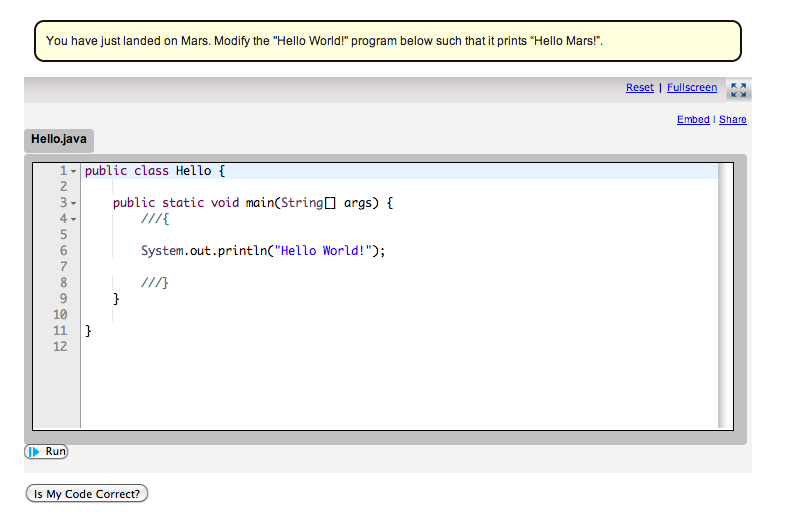 You have just landed on Mars. Modify the "Hello World!" program below such that it prints “Hello Mars!”.
Reset | Fullscreen
Embed | Share
Hello.java
1 public class Hello {
2
3     public static void main(String[] args) {
4         ///{
5
6         System.out.println("Hello World!");
7
8         ///}
9     }
10
11 }
12
Run
Is My Code Correct?